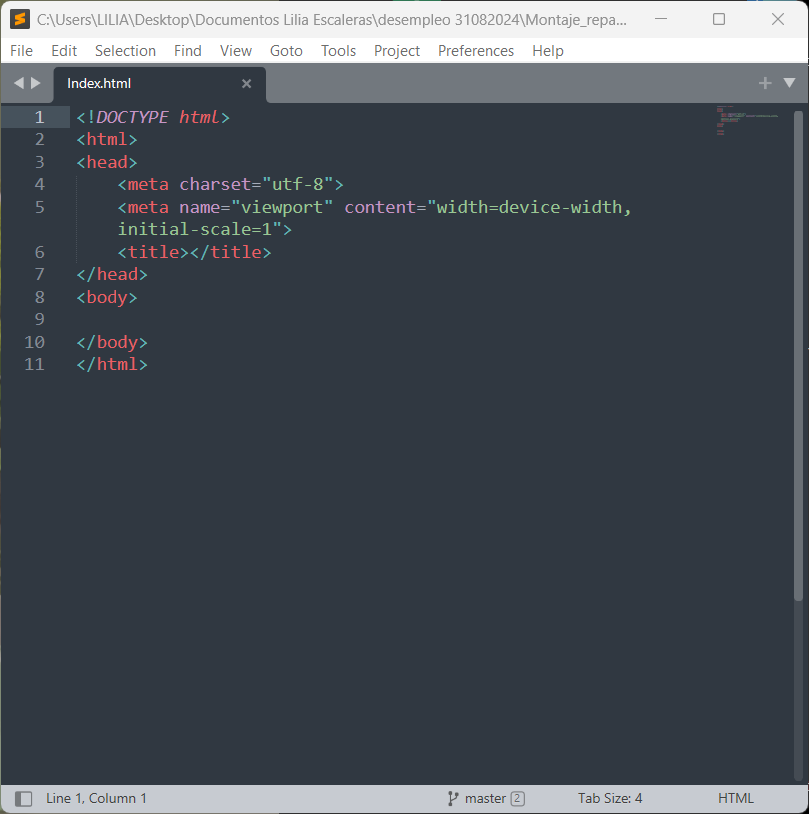 C:\Users\LILIA\Desktop\Documentos Lilia Escaleras\desempleo 31082024\Montaje_repa...
File Edit Selection Find View Goto Tools Project Preferences Help
Index.html
1 <!DOCTYPE html>
2 <html>
3 <head>
4     <meta charset="utf-8">
5     <meta name="viewport" content="width=device-width,
    initial-scale=1">
6     <title></title>
7 </head>
8 <body>
9
10 </body>
11 </html>
Line 1, Column 1 master 2 Tab Size: 4 HTML